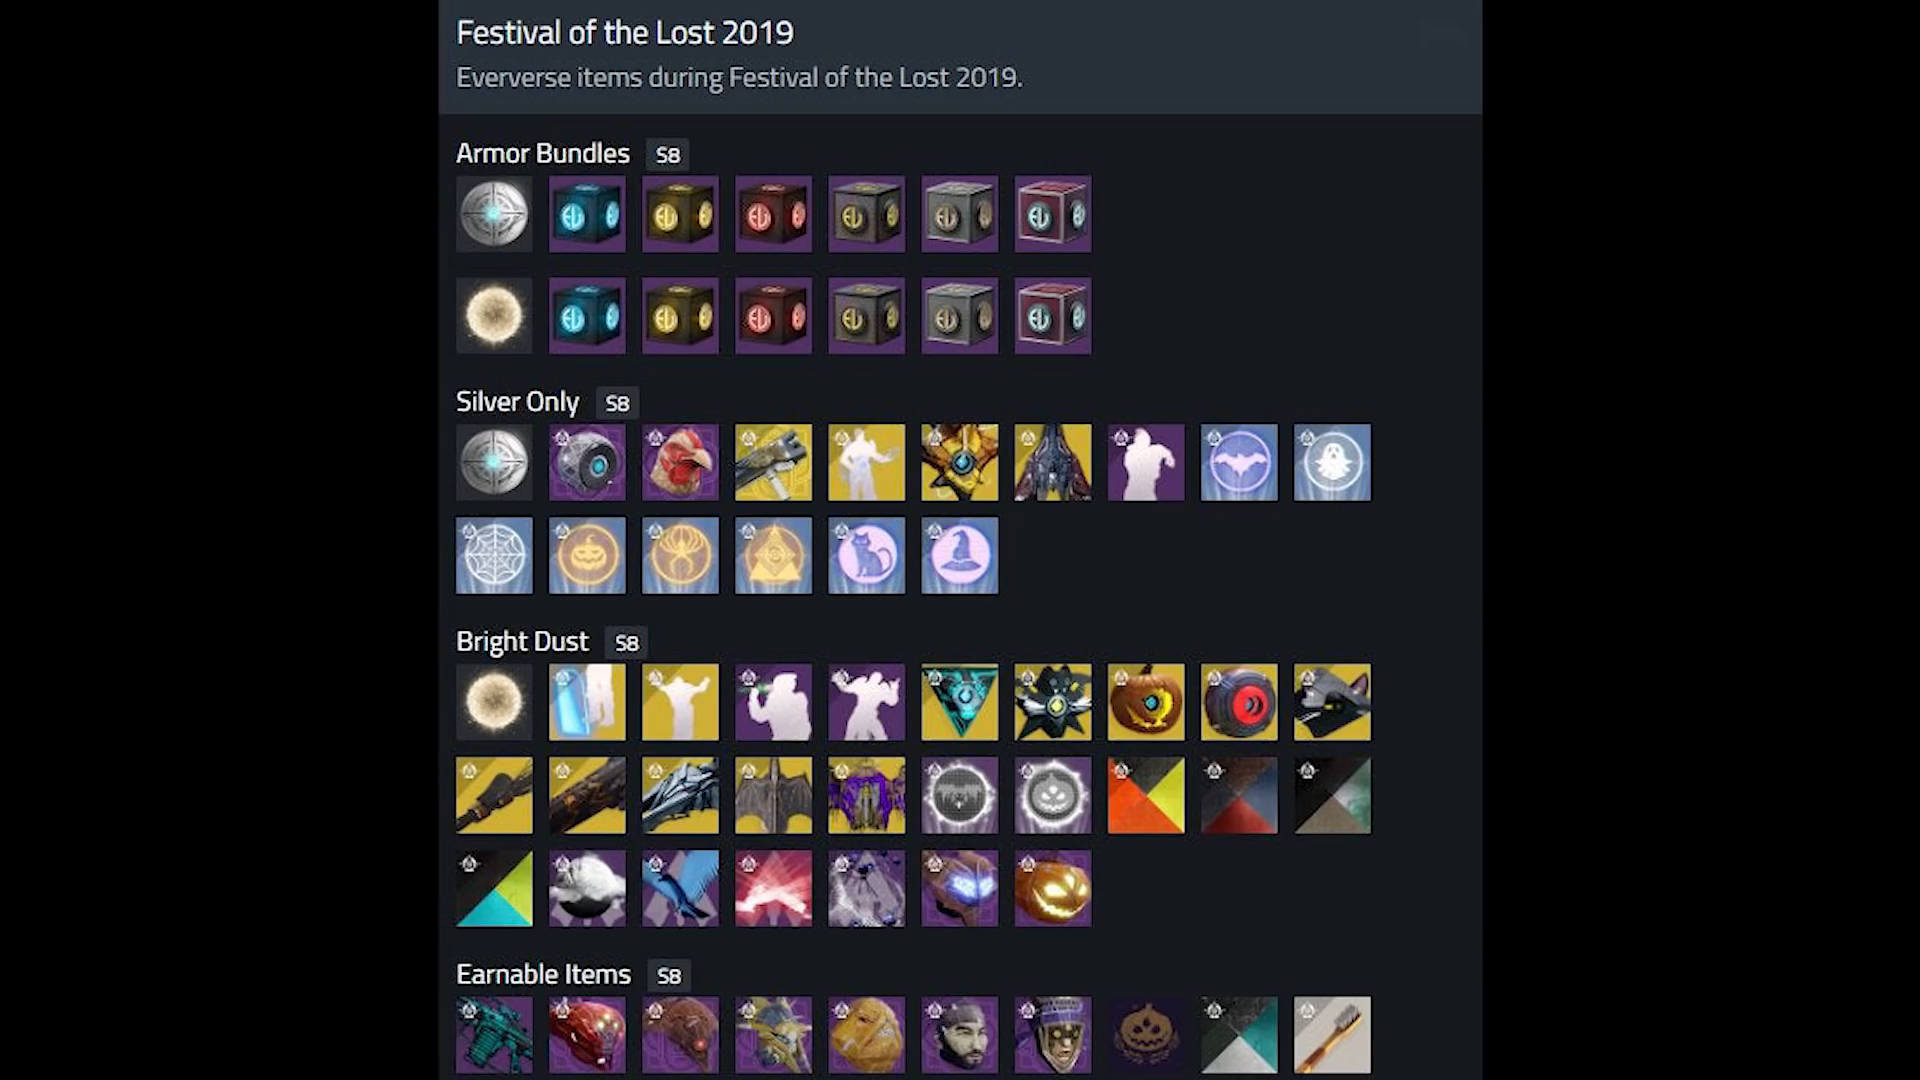 Festival of the Lost 2019
Eververse items during Festival of the Lost 2019.
Armor Bundles S8
Silver Only S8
Bright Dust S8
Earnable Items S8